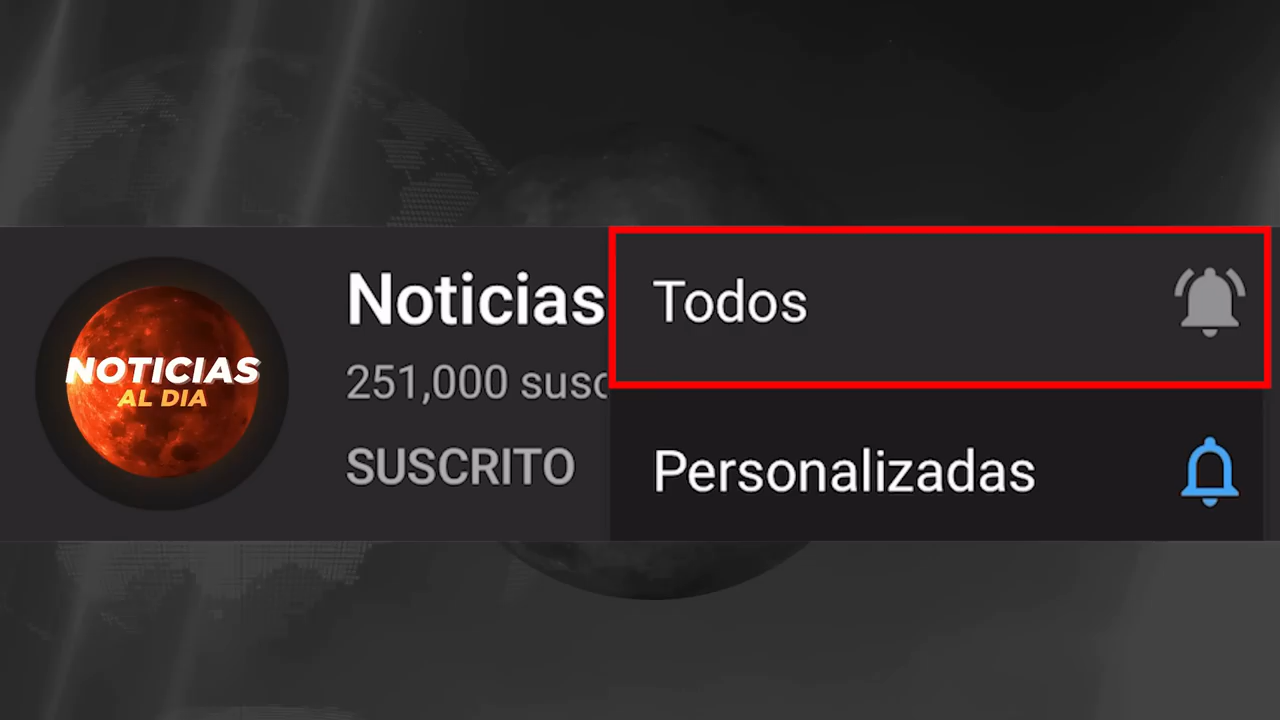 NOTICIAS
AL DIA
Noticias
251,000 susc
SUSCRITO
Todos
Personalizadas